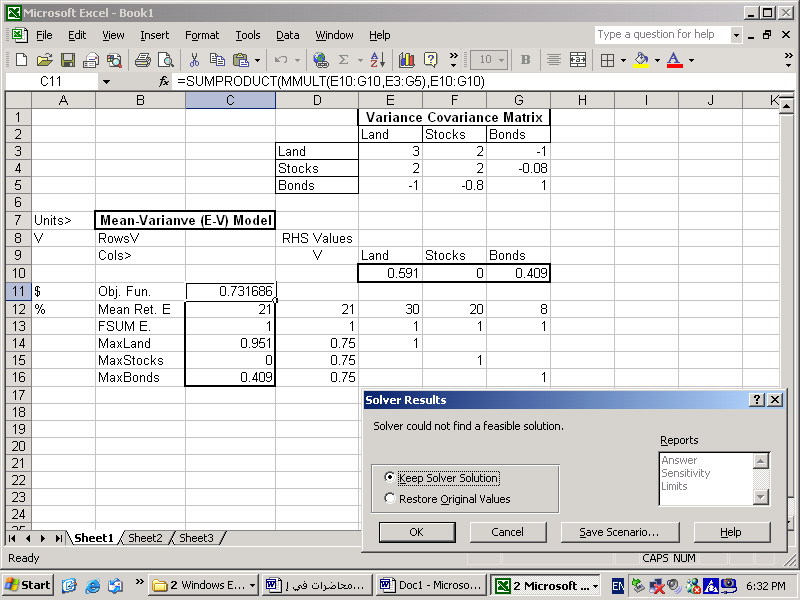 Microsoft Excel - Book1
File Edit View Insert Format Tools Data Window Help Type a question for help
10 B A
C11 fx =SUMPRODUCT(MMULT(E10:G10,E3:G5),E10:G10)
A B C D E F G H I J K
1 Variance Covariance Matrix
2 Land Stocks Bonds
3 Land 3 2 -1
4 Stocks 2 2 -0.08
5 Bonds -1 -0.8 1
6
7 Units> Mean-Varianve (E-V) Model
8 V RowsV RHS Values
9 Cols> V Land Stocks Bonds
10 0.591 0 0.409
11 $ Obj. Fun. 0.731686
12 % Mean Ret. E 21 21 30 20 8
13 FSUM E. 1 1 1 1 1
14 MaxLand 0.951 0.75 1
15 MaxStocks 0 0.75 1
16 MaxBonds 0.409 0.75 1
17
18
19
20
21
22
23
24
25
Solver Results
Solver could not find a feasible solution.
Reports
Answer
Sensitivity
Limits
Keep Solver Solution
Restore Original Values
OK Cancel Save Scenario... Help
Sheet1 Sheet2 Sheet3
Ready CAPS NUM
Start 2 Windows E... محاضرات في إ... Doc1 - Microso... 2 Microsoft ... EN 6:32 PM